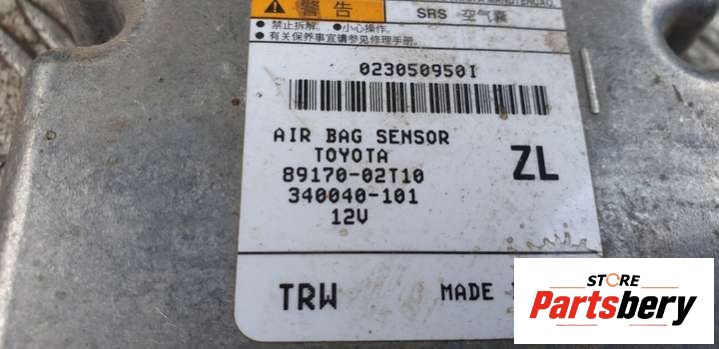 警告
SRS 空气囊
●禁止拆解. ●小心操作.
●有关保养事宜请参见修理手册.
023050950I
AIR BAG SENSOR
TOYOTA
89170-02T10
340040-101
12V
ZL
TRW
MADE
STORE
Partsbery